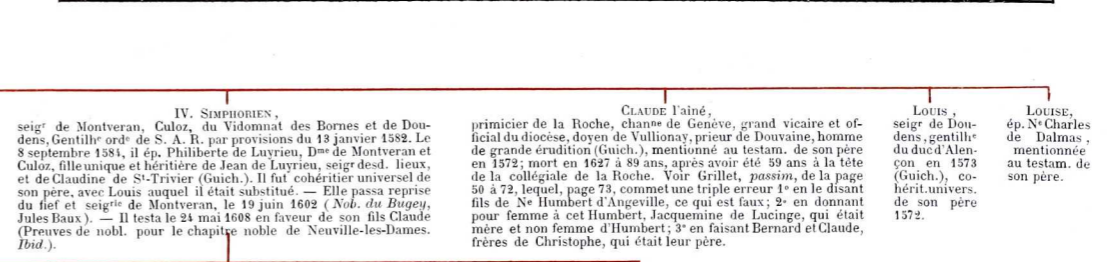 IV. SIMPHORIEN,
seigr de Montveran, Culoz, du Vidomnat des Bornes et de Dou-
dens, Gentilhe orde de S. A. R. par provisions du 13 janvier 1582. Le
8 septembre 1584, il ép. Philiberte de Luyrieu, Dme de Montveran et
Culoz, fille unique et héritière de Jean de Luyrieu, seigr desd. lieux,
et de Claudine de St-Trivier (Guich.). Il fut cohéritier universel de
son père, avec Louis auquel il était substitué. — Elle passa reprise
du fief et seigrie de Montveran, le 19 juin 1602 (Nob. du Bugey,
Jules Baux). — Il testa le 24 mai 1608 en faveur de son fils Claude
(Preuves de nobl. pour le chapitre noble de Neuville-les-Dames.
Ibid.).
CLAUDE l'aîné,
primicier de la Roche, channe de Genève, grand vicaire et of-
ficial du diocèse, doyen de Vullionay, prieur de Douvaine, homme
de grande érudition (Guich.), mentionné au testam. de son père
en 1572; mort en 1627 à 89 ans, après avoir été 59 ans à la tête
de la collégiale de la Roche. Voir Grillet, passim, de la page
50 à 72, lequel, page 73, commet une triple erreur 1o en le disant
fils de Ne Humbert d'Angeville, ce qui est faux; 2o en donnant
pour femme à cet Humbert, Jacquemine de Lucinge, qui était
mère et non femme d'Humbert; 3o en faisant Bernard et Claude,
frères de Christophe, qui était leur père.
LOUIS,
seigr de Dou-
dens, gentilhe
du duc d'Alen-
çon en 1573
(Guich.), co-
hérit. univers.
de son père
1572.
LOUISE,
ép. Ne Charles
de Dalmas,
mentionnée
au testam. de
son père.